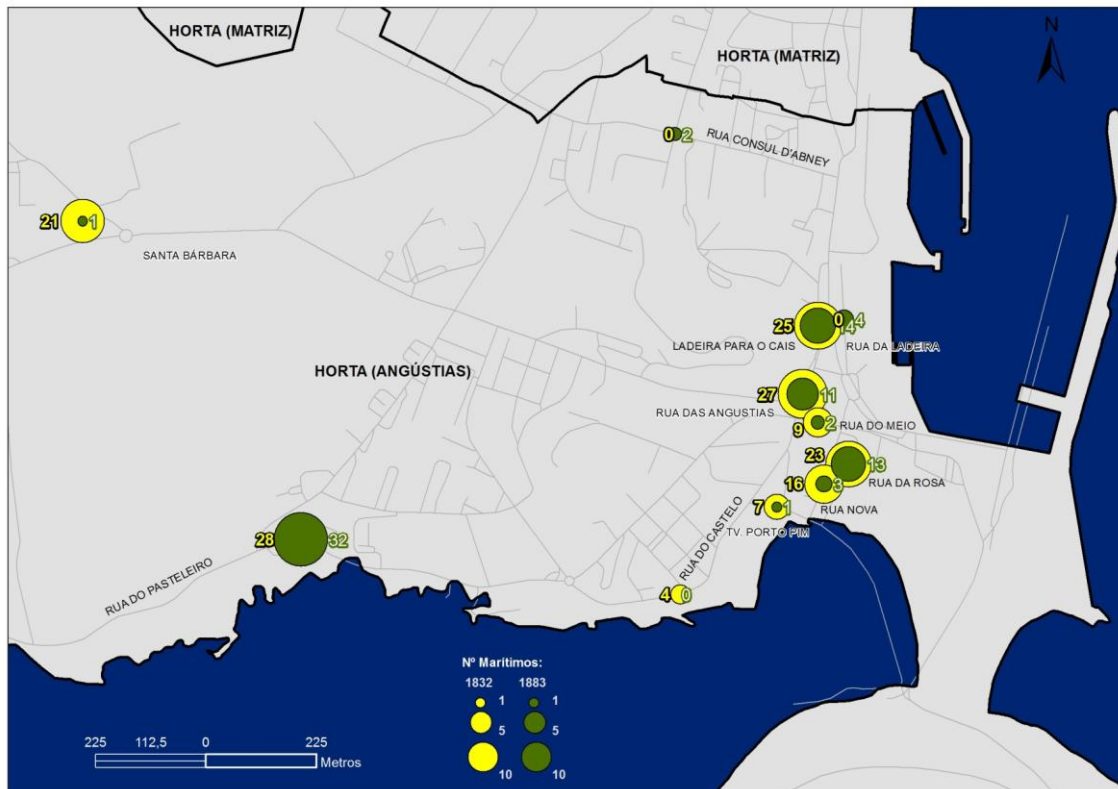 HORTA (MATRIZ)
HORTA (MATRIZ)
N
0 2
RUA CONSUL D'ABNEY
21 1
SANTA BÁRBARA
25 14
0 4
LADEIRA PARA O CAIS
RUA DA LADEIRA
HORTA (ANGÚSTIAS)
27 11
RUA DAS ANGUSTIAS
9 2
RUA DO MEIO
23 13
RUA DA ROSA
16 3
RUA NOVA
7 1
TV. PORTO PIM
RUA DO CASTELO
28 32
RUA DO PASTELEIRO
4 0
Nº Marítimos:
1832 1883
1 1
5 5
10 10
225 112,5 0 225
Metros